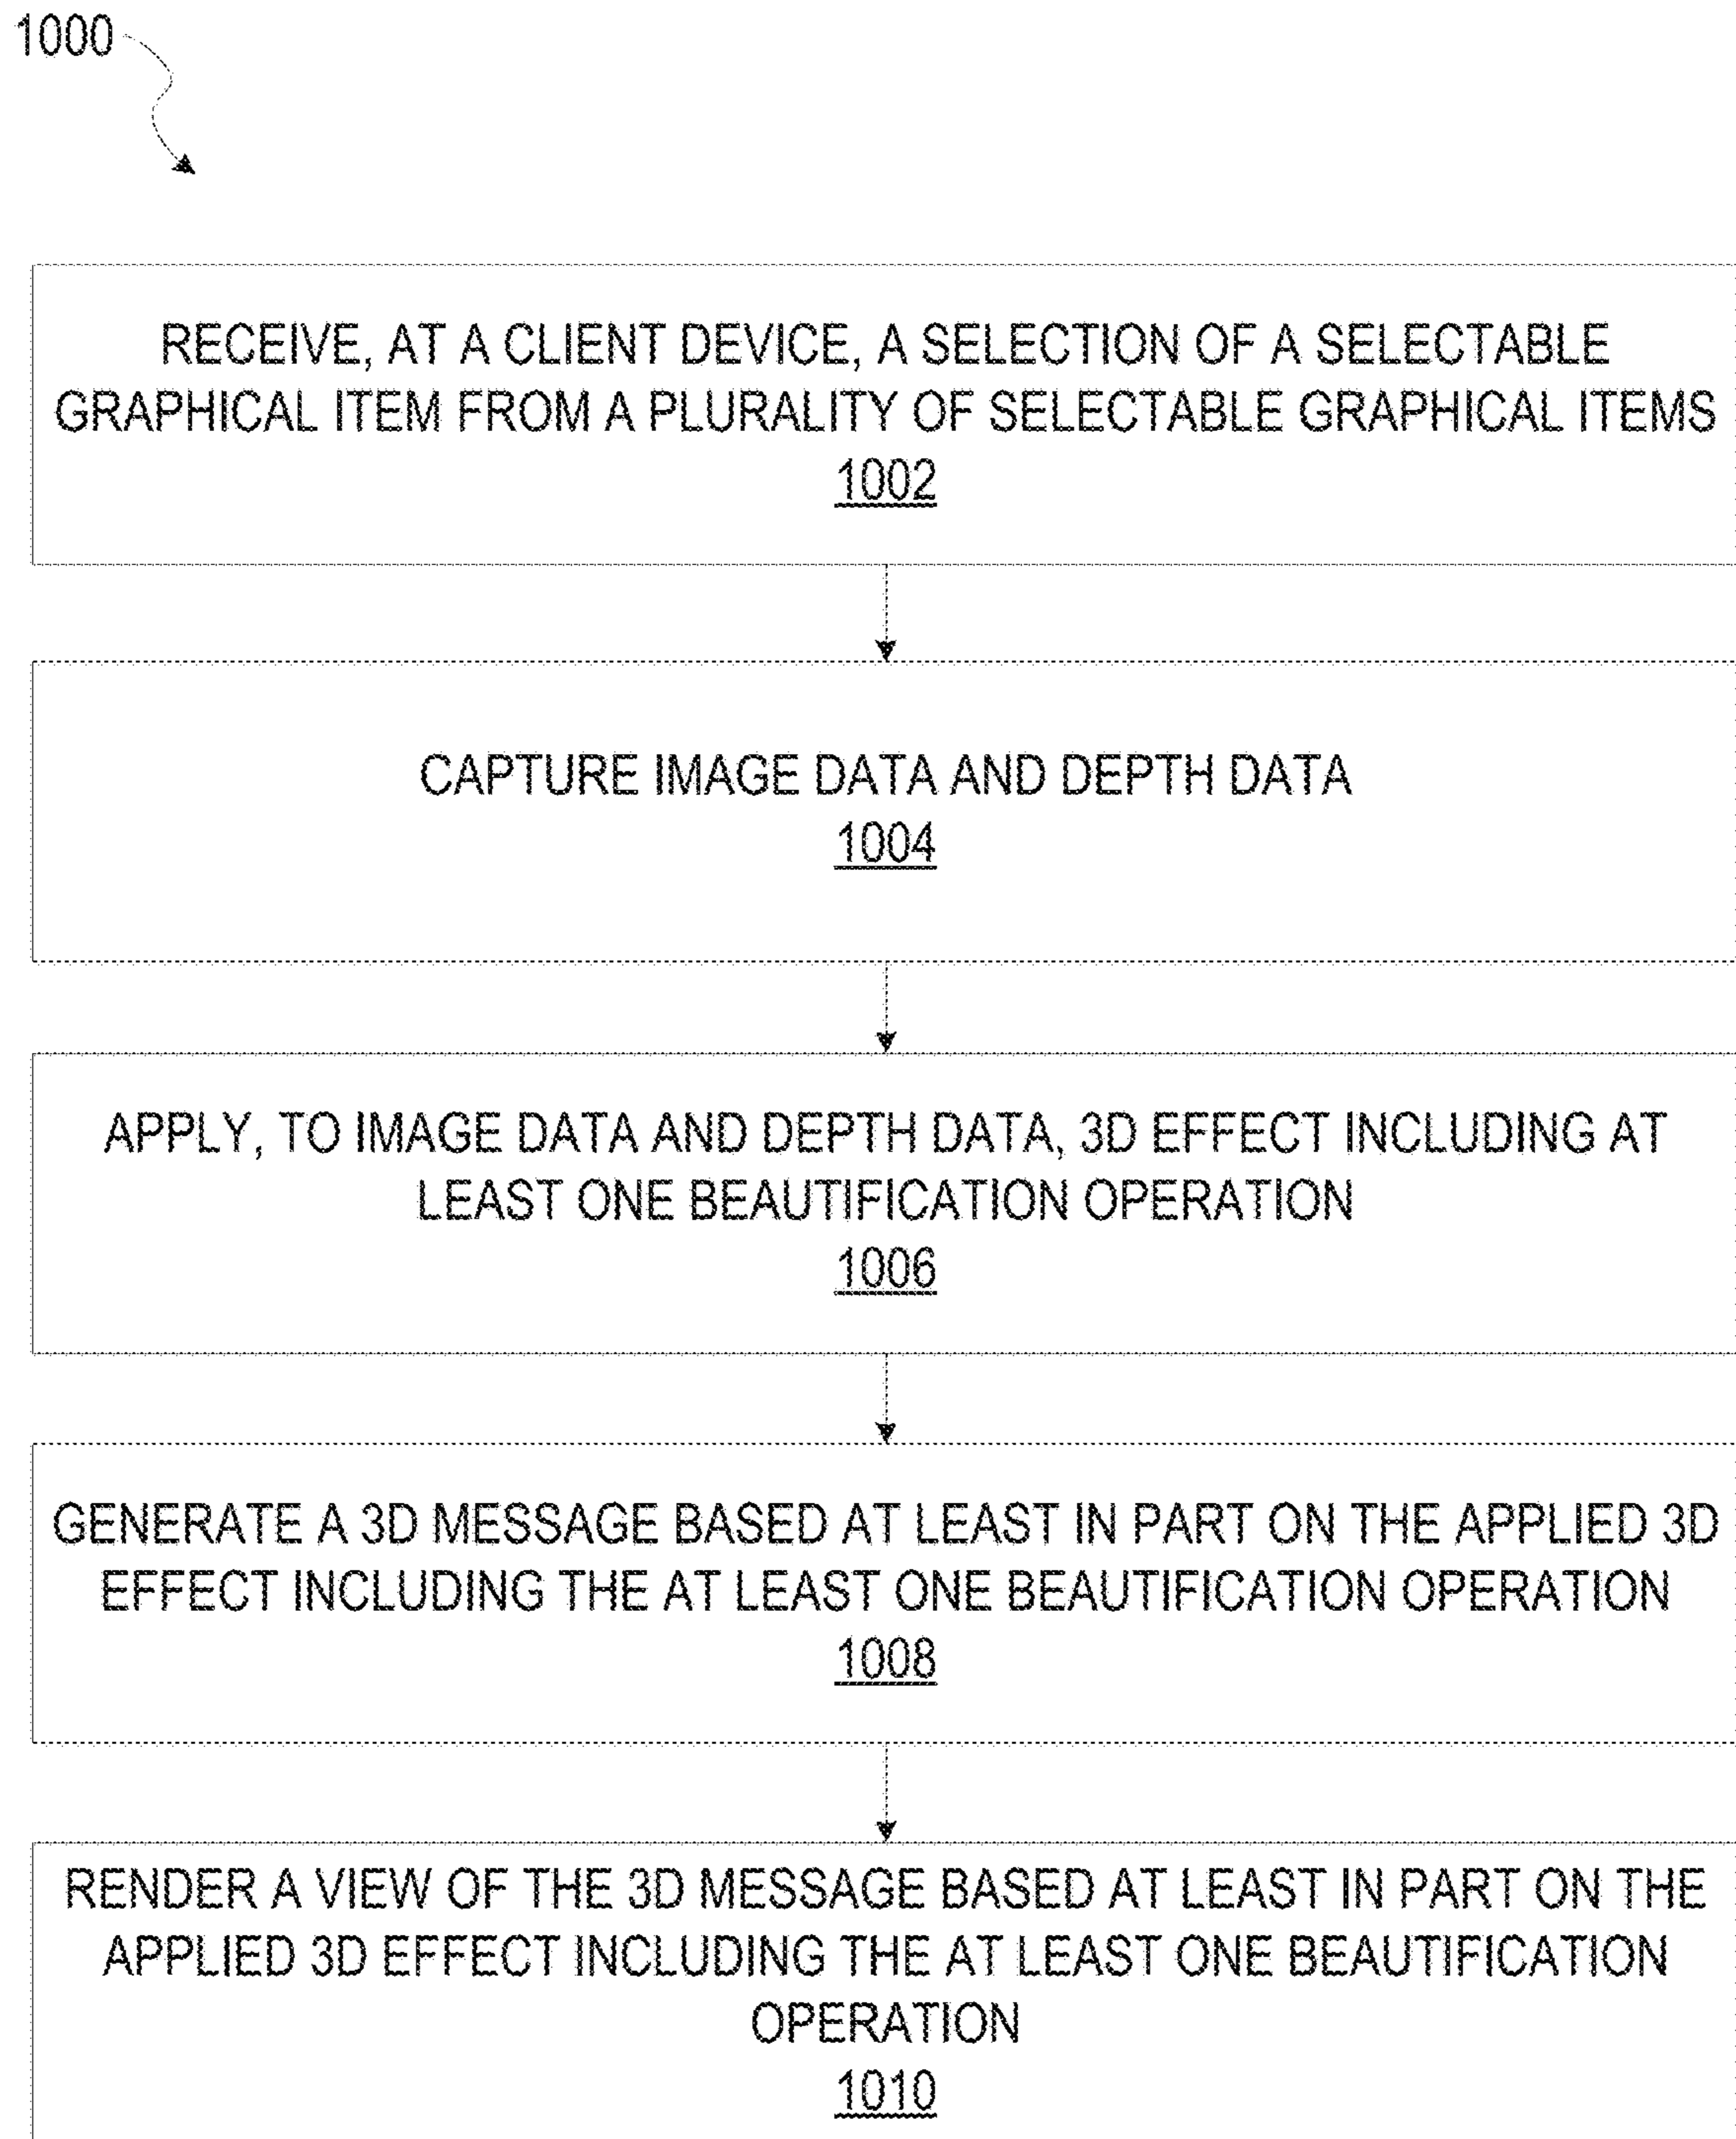 1000
RECEIVE, AT A CLIENT DEVICE, A SELECTION OF A SELECTABLE
GRAPHICAL ITEM FROM A PLURALITY OF SELECTABLE GRAPHICAL ITEMS
1002
CAPTURE IMAGE DATA AND DEPTH DATA
1004
APPLY, TO IMAGE DATA AND DEPTH DATA, 3D EFFECT INCLUDING AT
LEAST ONE BEAUTIFICATION OPERATION
1006
GENERATE A 3D MESSAGE BASED AT LEAST IN PART ON THE APPLIED 3D
EFFECT INCLUDING THE AT LEAST ONE BEAUTIFICATION OPERATION
1008
RENDER A VIEW OF THE 3D MESSAGE BASED AT LEAST IN PART ON THE
APPLIED 3D EFFECT INCLUDING THE AT LEAST ONE BEAUTIFICATION
OPERATION
1010